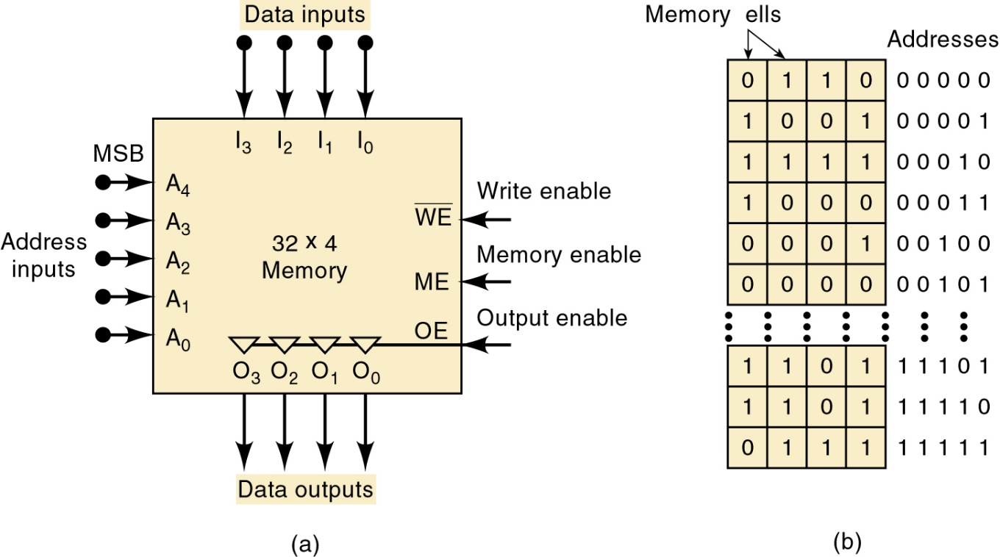 Data inputs
I3 I2 I1 I0
MSB
A4
A3
A2
A1
A0
Address
inputs
32 x 4
Memory
WE
ME
OE
Write enable
Memory enable
Output enable
O3 O2 O1 O0
Data outputs
(a)
Memory ells
Addresses
0 1 1 0 0 0 0 0 0
1 0 0 1 0 0 0 0 1
1 1 1 1 0 0 0 1 0
1 0 0 0 0 0 0 1 1
0 0 0 1 0 0 1 0 0
0 0 0 0 0 0 1 0 1
1 1 0 1 1 1 1 0 1
1 1 0 1 1 1 1 1 0
0 1 1 1 1 1 1 1 1
(b)